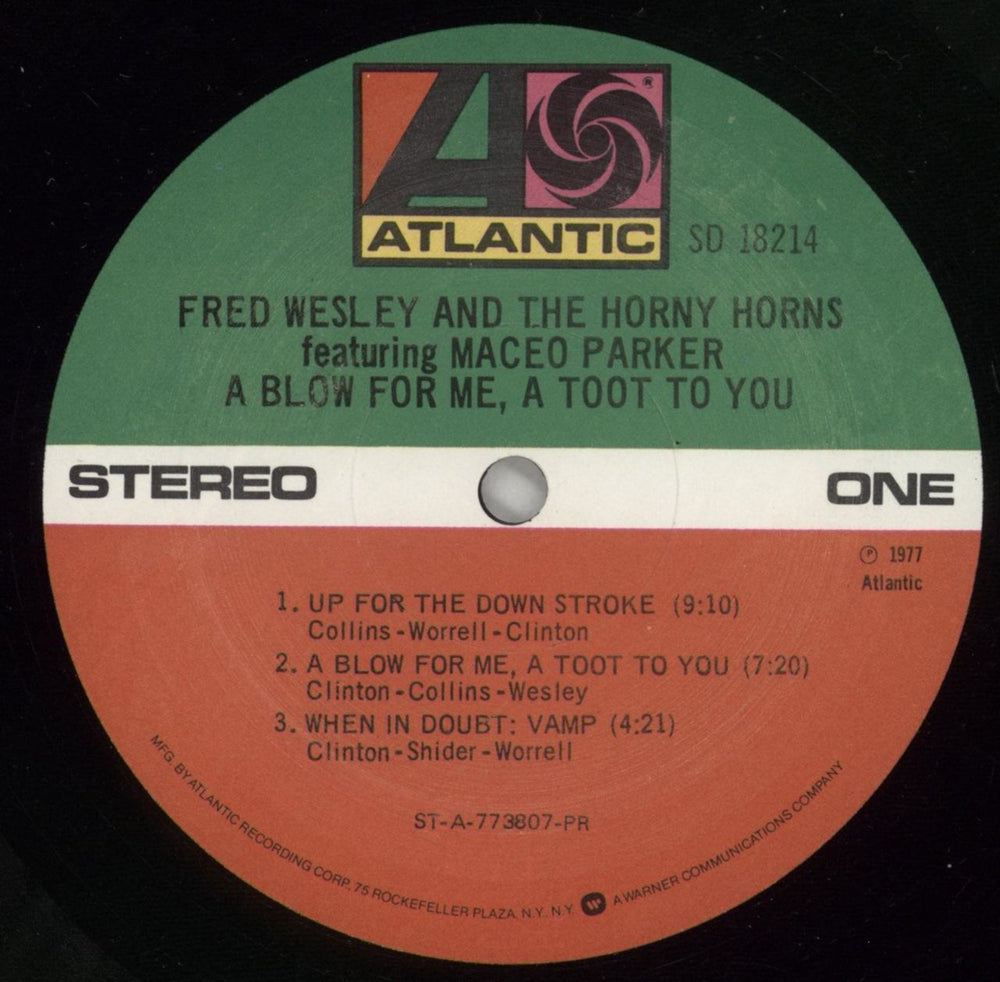 A
®
ATLANTIC
SD 18214
FRED WESLEY AND THE HORNY HORNS
featuring MACEO PARKER
A BLOW FOR ME, A TOOT TO YOU
STEREO ONE
℗ 1977
Atlantic
1. UP FOR THE DOWN STROKE (9:10)
Collins-Worrell-Clinton
2. A BLOW FOR ME, A TOOT TO YOU (7:20)
Clinton-Collins-Wesley
3. WHEN IN DOUBT: VAMP (4:21)
Clinton-Shider-Worrell
ST-A-773807-PR
MFG. BY ATLANTIC RECORDING CORP. 75 ROCKEFELLER PLAZA, N.Y., N.Y. W A WARNER COMMUNICATIONS COMPANY